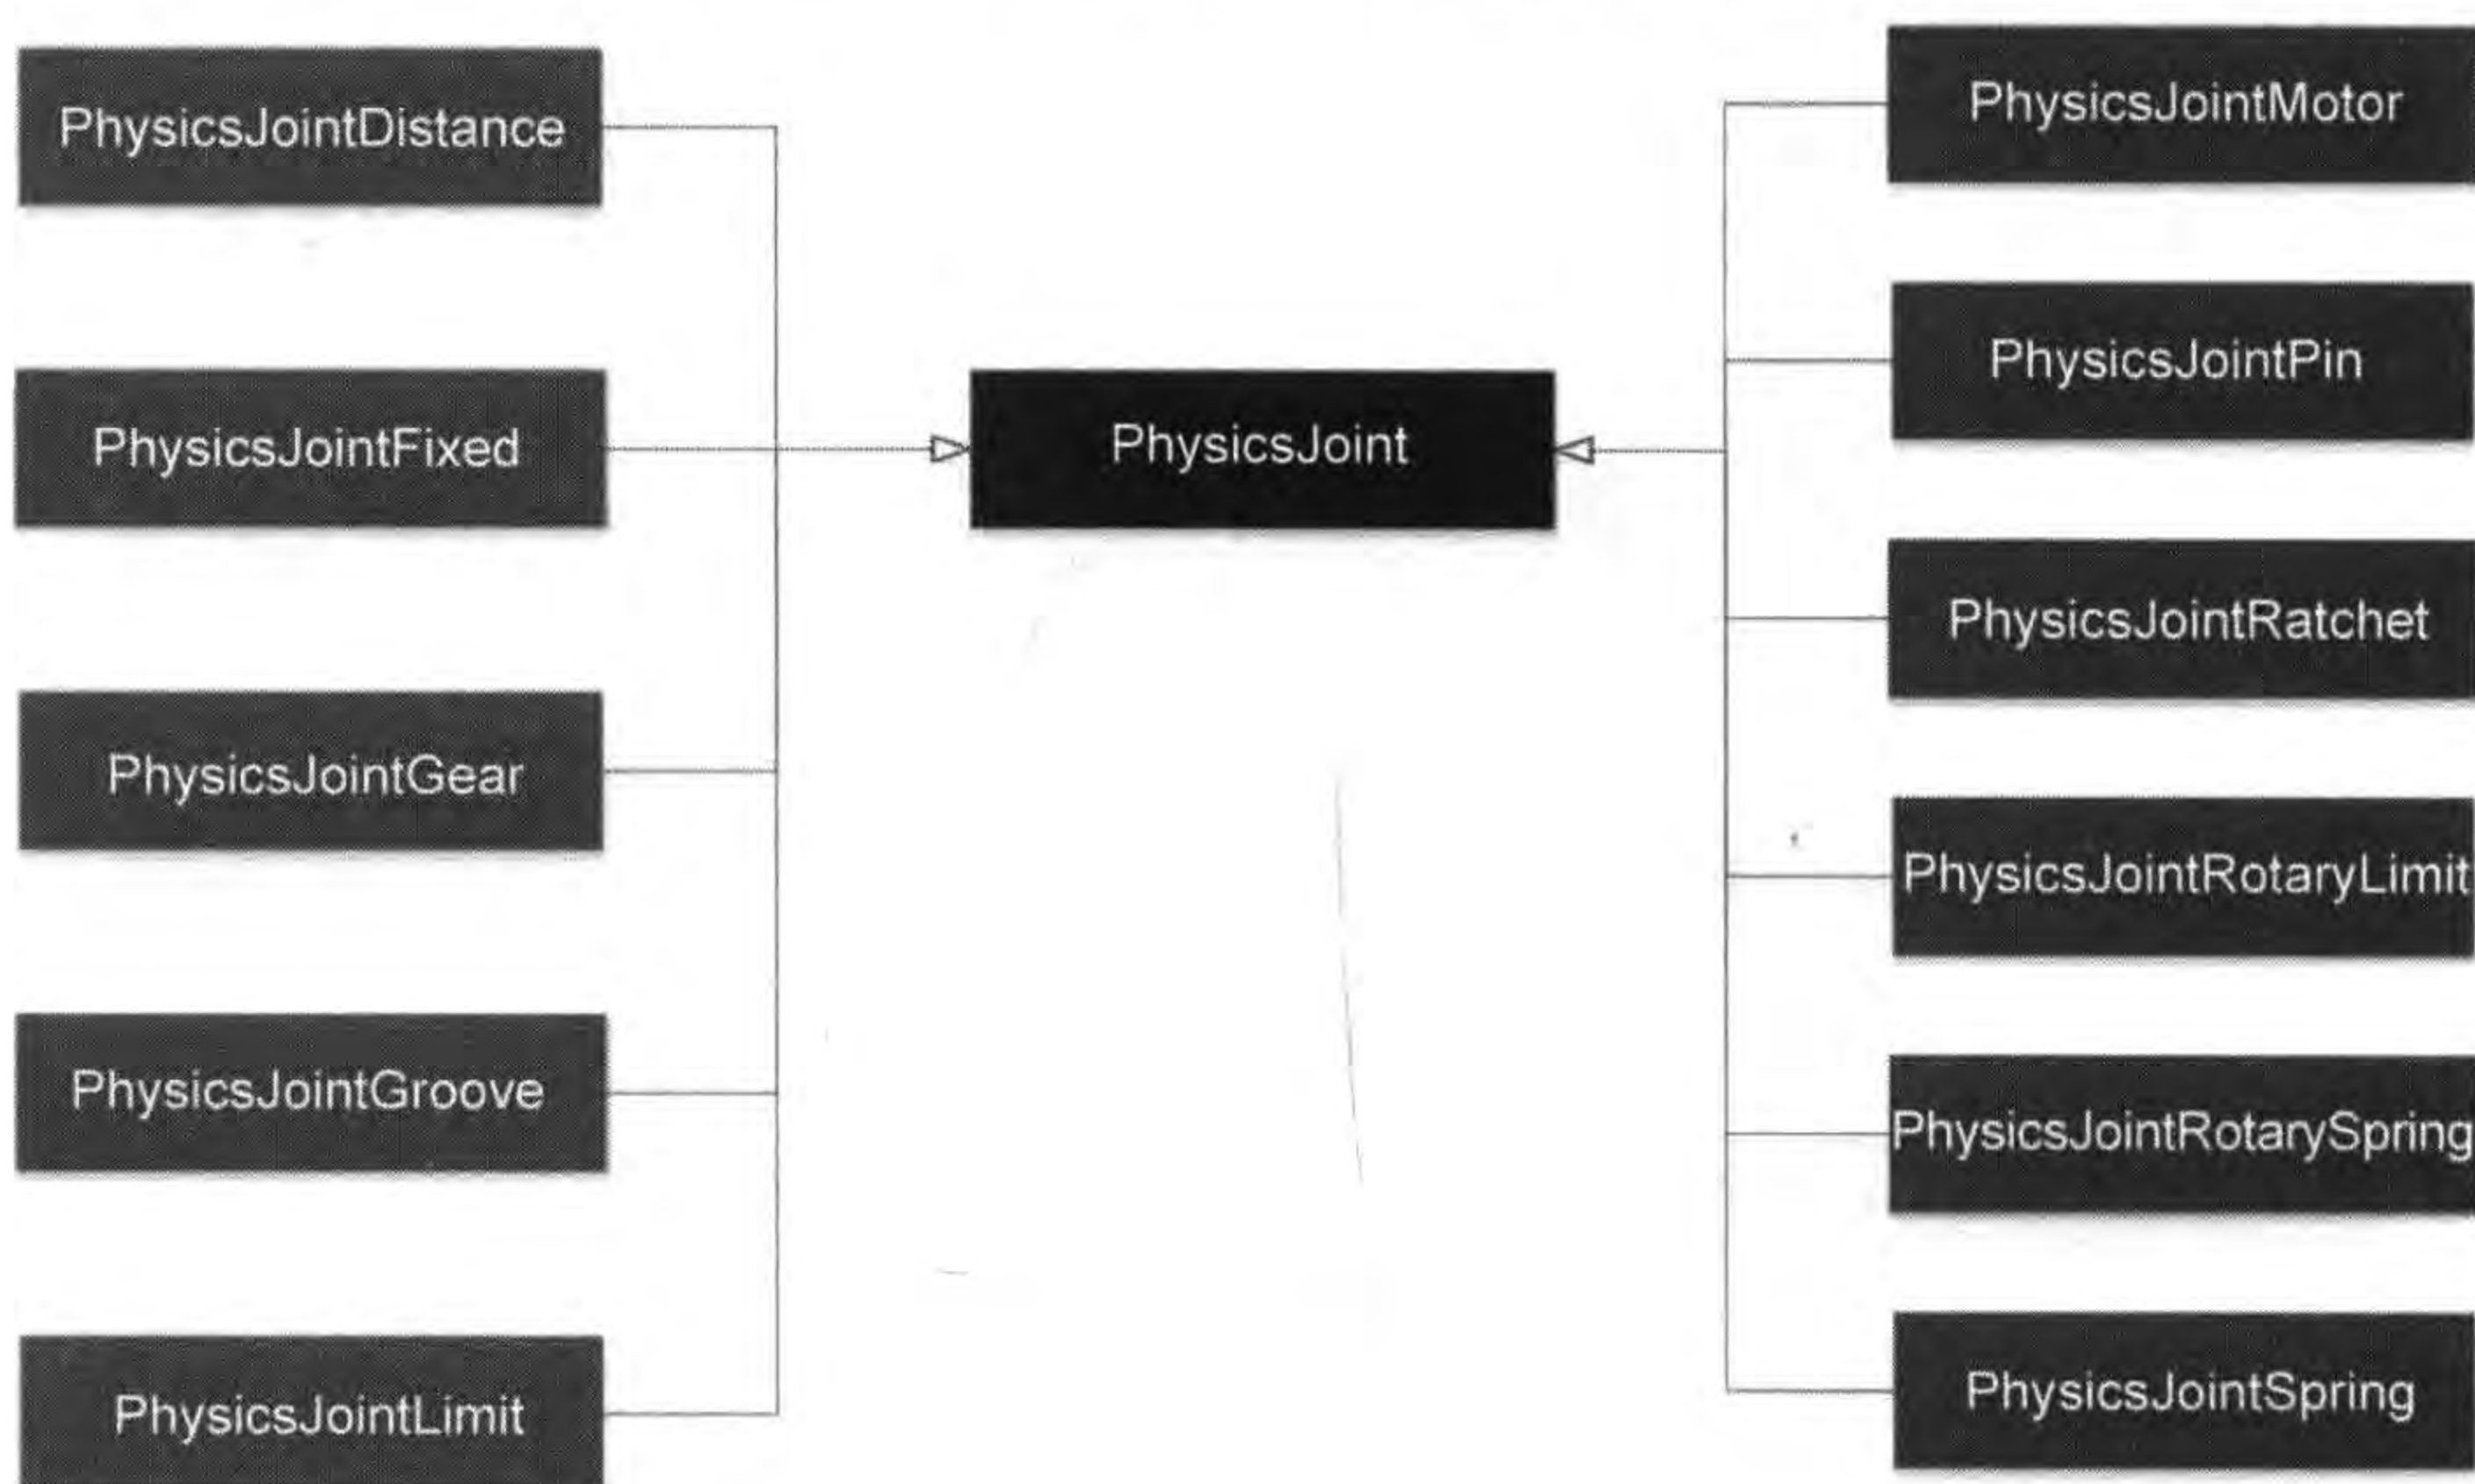 PhysicsJointDistance
PhysicsJointFixed
PhysicsJointGear
PhysicsJointGroove
PhysicsJointLimit
PhysicsJoint
PhysicsJointMotor
PhysicsJointPin
PhysicsJointRatchet
PhysicsJointRotaryLimit
PhysicsJointRotarySpring
PhysicsJointSpring